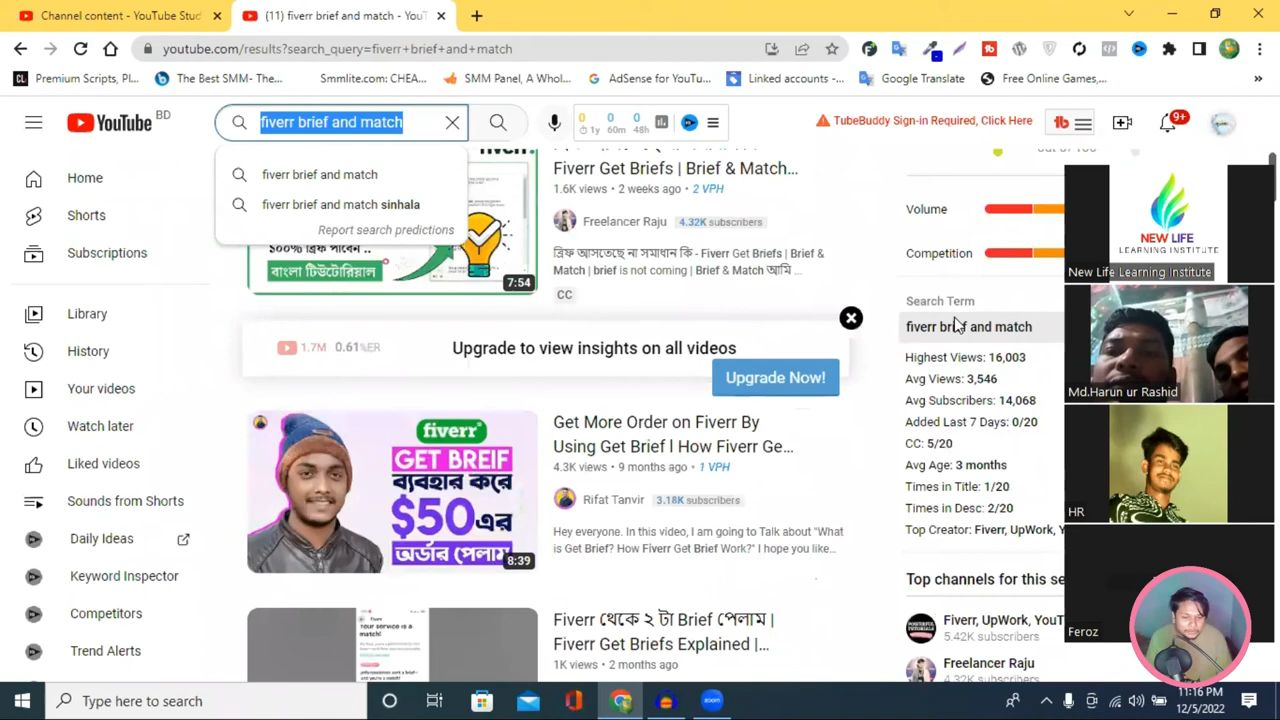 Channel content - YouTube Stud
(11) fiverr brief and match - YouT
youtube.com/results?search_query=fiverr+brief+and+match
Premium Scripts, Pl...
The Best SMM- The...
Smmlite.com: CHEA...
SMM Panel, A Whol...
AdSense for YouTu...
Linked accounts -...
Google Translate
Free Online Games,...
YouTube BD
fiverr brief and match
0 0 0
1y 60m 48h
TubeBuddy Sign-in Required, Click Here
9+
fiverr brief and match
fiverr brief and match sinhala
Report search predictions
Home
Shorts
Subscriptions
Library
History
Your videos
Watch later
Liked videos
Sounds from Shorts
Daily Ideas
Keyword Inspector
Competitors
Trend Alerts
১০০% ব্রিফ পাবেন
বাংলা টিউটোরিয়াল
7:54
Fiverr Get Briefs | Brief & Match...
1.6K views • 2 weeks ago • 2 VPH
Freelancer Raju 4.32K subscribers
ব্রিফ আসতেছে না সমাধান কি - Fiverr Get Briefs | Brief &
Match | brief is not coming | Brief & Match আমি ...
CC
1.7M 0.61%ER
Upgrade to view insights on all videos
Upgrade Now!
fiverr
GET BREIF
ব্যবহার করে
$50 এর
অর্ডার পেলাম
8:39
Get More Order on Fiverr By
Using Get Brief I How Fiverr Ge...
4.3K views • 9 months ago • 1 VPH
Rifat Tanvir 3.18K subscribers
Hey everyone. In this video, I am going to Talk about "What
is Get Brief? How Fiverr Get Brief Work?" I hope you like...
Your service is a
match!
Fiverr থেকে ২ টা Brief পেলাম |
Fiverr Get Briefs Explained |...
1K views • 2 months ago
Volume
Competition
Search Term
fiverr brief and match
Highest Views: 16,003
Avg Views: 3,546
Avg Subscribers: 14,068
Added Last 7 Days: 0/20
CC: 5/20
Avg Age: 3 months
Times in Title: 1/20
Times in Desc: 2/20
Top Creator: Fiverr, UpWork, Y
Top channels for this se
Fiverr, UpWork, YouT
5.42K subscribers
Freelancer Raju
NEW LIFE
LEARNING INSTITUTE
New Life Learning Institute
Md.Harun ur Rashid
HR
Feroz
Type here to search
11:16 PM
12/5/2022